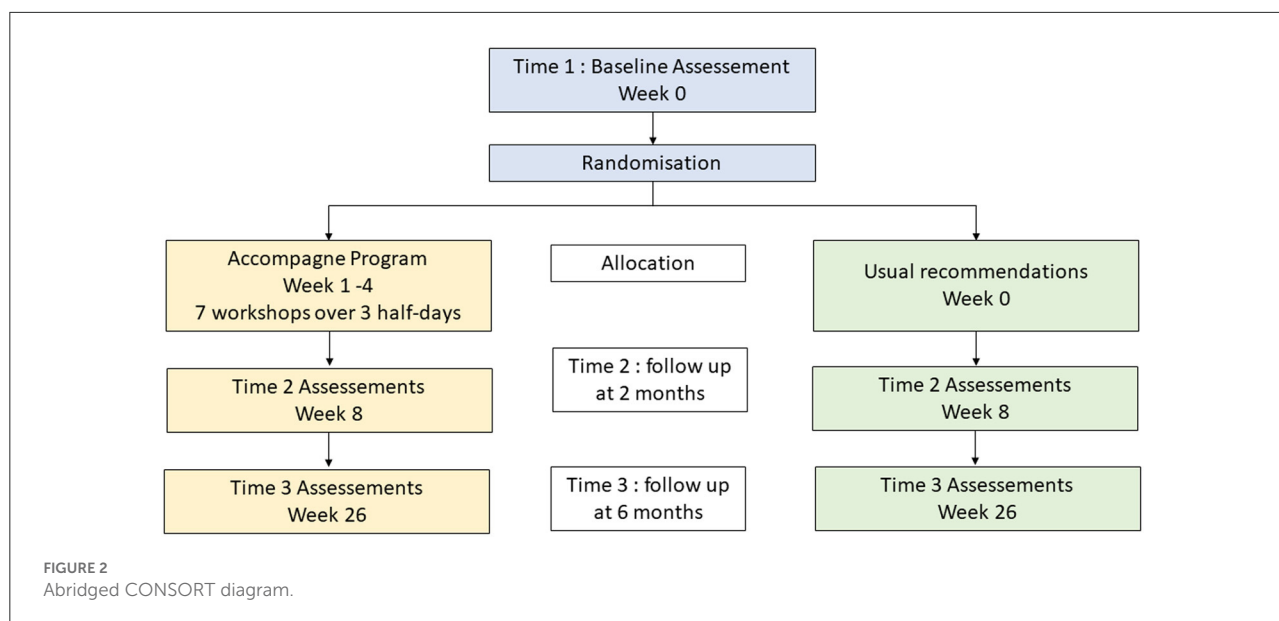 Time 1 : Baseline Assessement
Week 0
Randomisation
Accompagne Program
Week 1 -4
7 workshops over 3 half-days
Allocation
Usual recommendations
Week 0
Time 2 Assessements
Week 8
Time 2 : follow up
at 2 months
Time 2 Assessements
Week 8
Time 3 Assessements
Week 26
Time 3 : follow up
at 6 months
Time 3 Assessements
Week 26
FIGURE 2
Abridged CONSORT diagram.